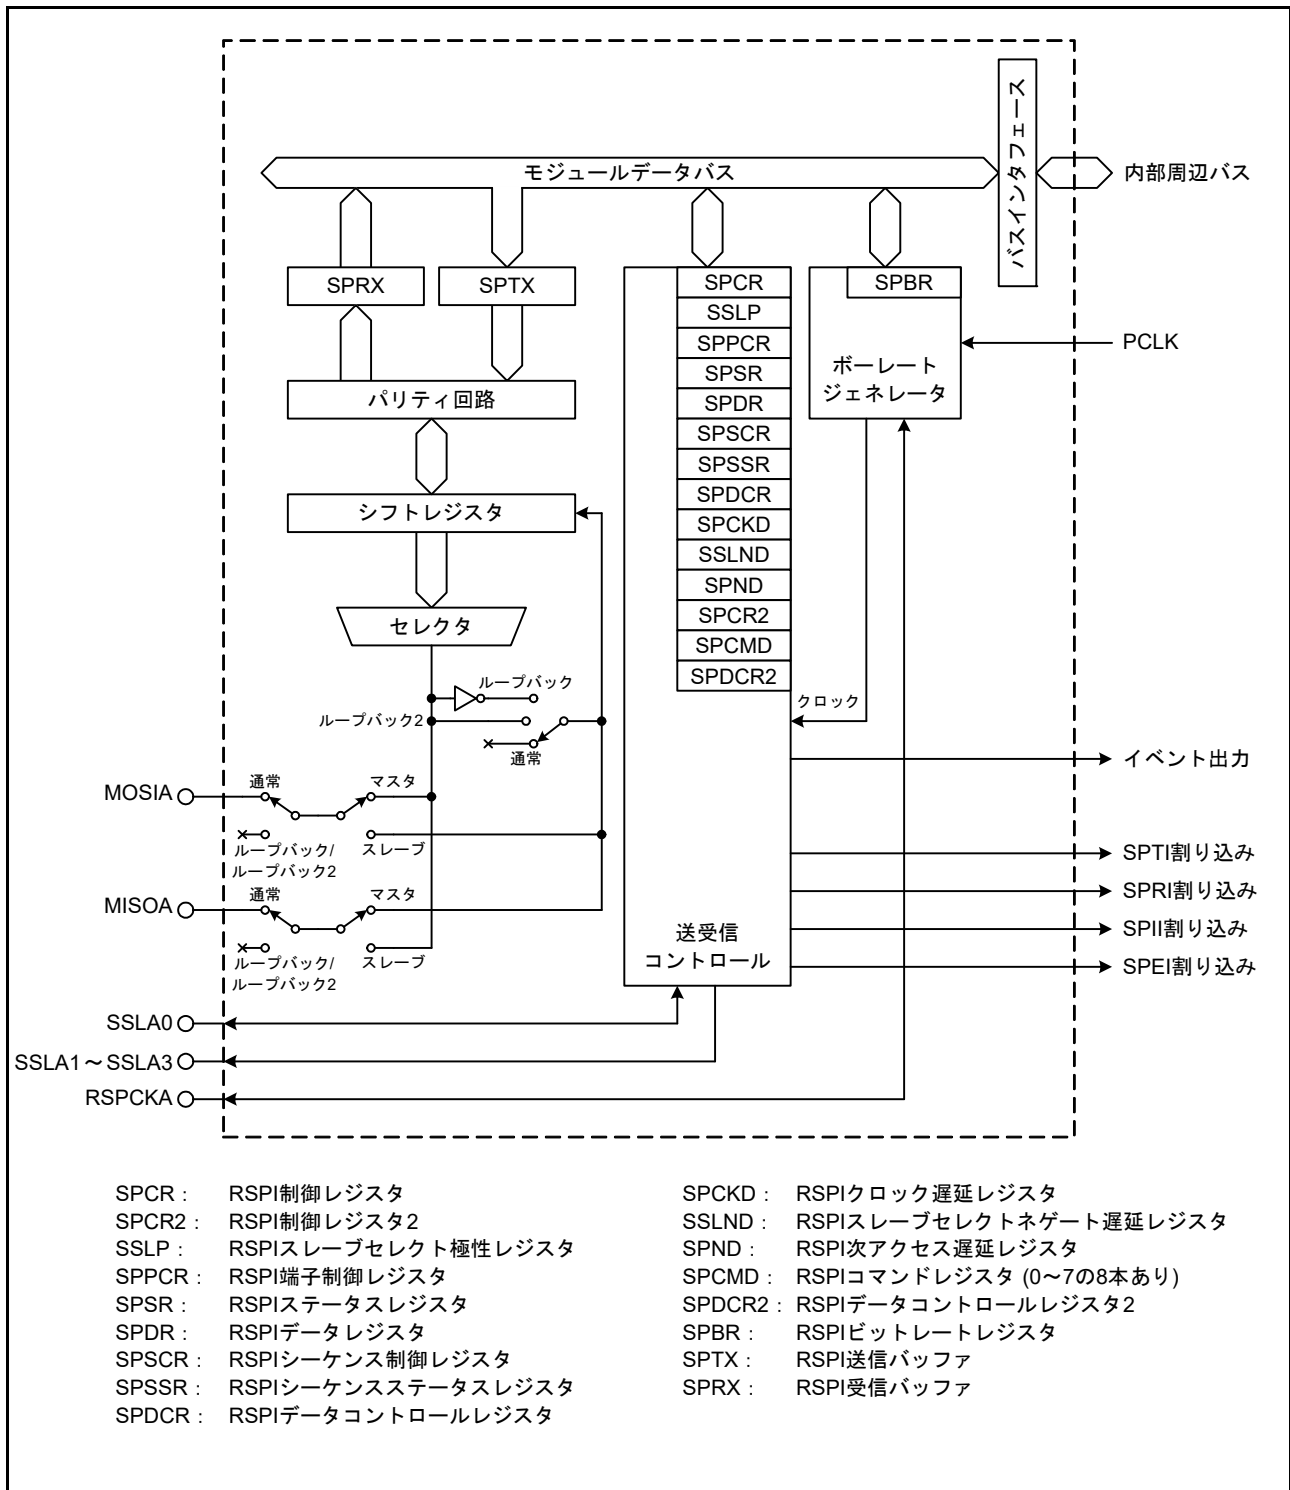 バスインタフェース
モジュールデータバス
内部周辺バス
SPRX
SPTX
SPCR
SPBR
SSLP
SPPCR
PCLK
SPSR
ボーレート
ジェネレータ
SPDR
パリティ回路
SPSCR
SPSSR
SPDCR
シフトレジスタ
SPCKD
SSLND
SPND
SPCR2
セレクタ
SPCMD
SPDCR2
ループバック
クロック
ループバック2
通常
イベント出力
MOSIA
通常
マスタ
ループバック/
ループバック2
スレーブ
SPTI割り込み
MISOA
通常
マスタ
SPRI割り込み
送受信
コントロール
SPII割り込み
ループバック/
ループバック2
スレーブ
SPEI割り込み
SSLA0
SSLA1～SSLA3
RSPCKA
SPCR： RSPI制御レジスタ
SPCR2： RSPI制御レジスタ2
SSLP： RSPIスレーブセレクト極性レジスタ
SPPCR： RSPI端子制御レジスタ
SPSR： RSPIステータスレジスタ
SPDR： RSPIデータレジスタ
SPSCR： RSPIシーケンス制御レジスタ
SPSSR： RSPIシーケンスステータスレジスタ
SPDCR： RSPIデータコントロールレジスタ
SPCKD： RSPIクロック遅延レジスタ
SSLND： RSPIスレーブセレクトネゲート遅延レジスタ
SPND： RSPI次アクセス遅延レジスタ
SPCMD： RSPIコマンドレジスタ (0～7の8本あり)
SPDCR2： RSPIデータコントロールレジスタ2
SPBR： RSPIビットレートレジスタ
SPTX： RSPI送信バッファ
SPRX： RSPI受信バッファ